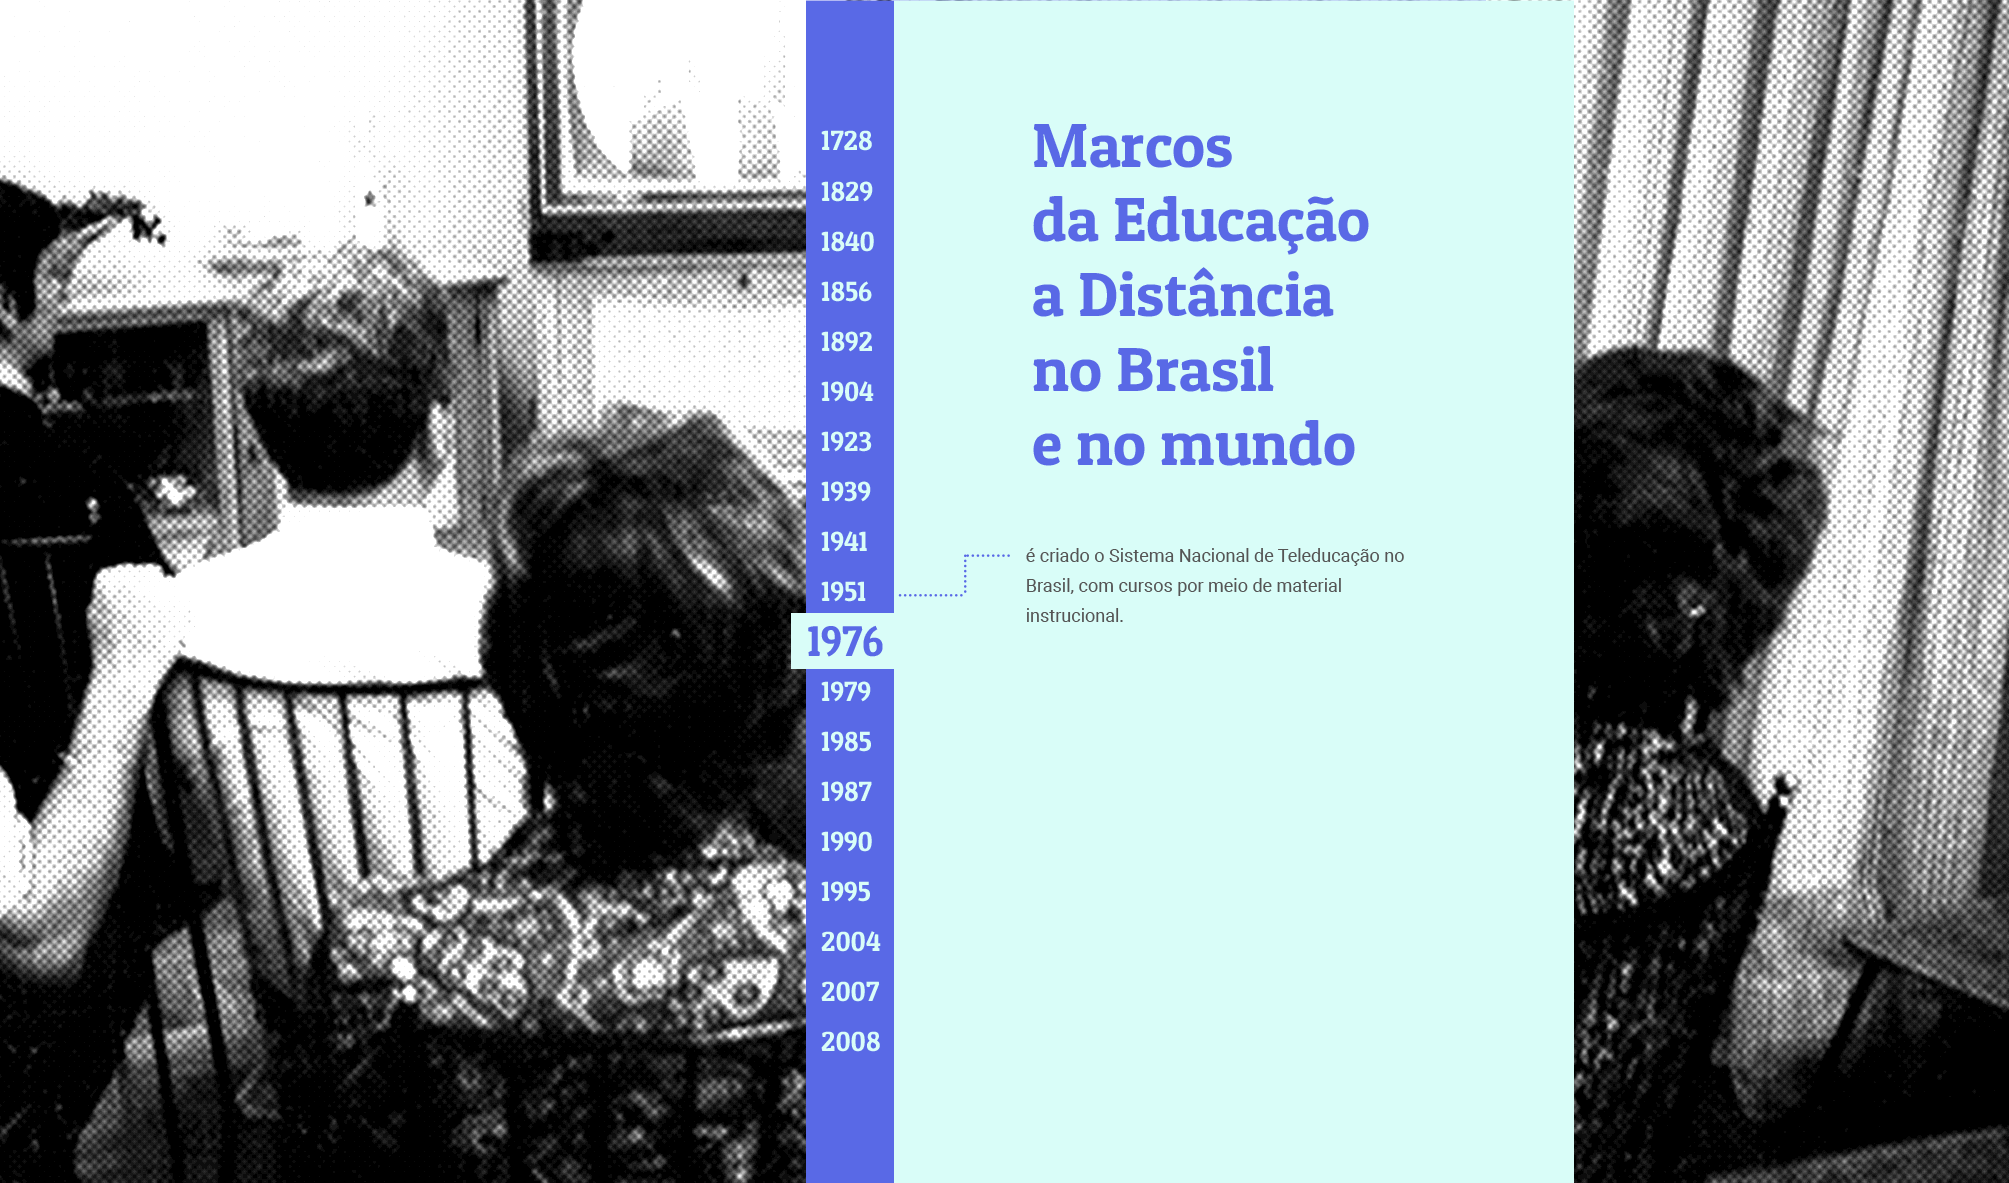 1728
1829
1840
1856
1892
1904
1923
1939
1941
1951
1976
1979
1985
1987
1990
1995
2004
2007
2008
Marcos
da Educação
a Distância
no Brasil
e no mundo
é criado o Sistema Nacional de Teleducação no
Brasil, com cursos por meio de material
instrucional.